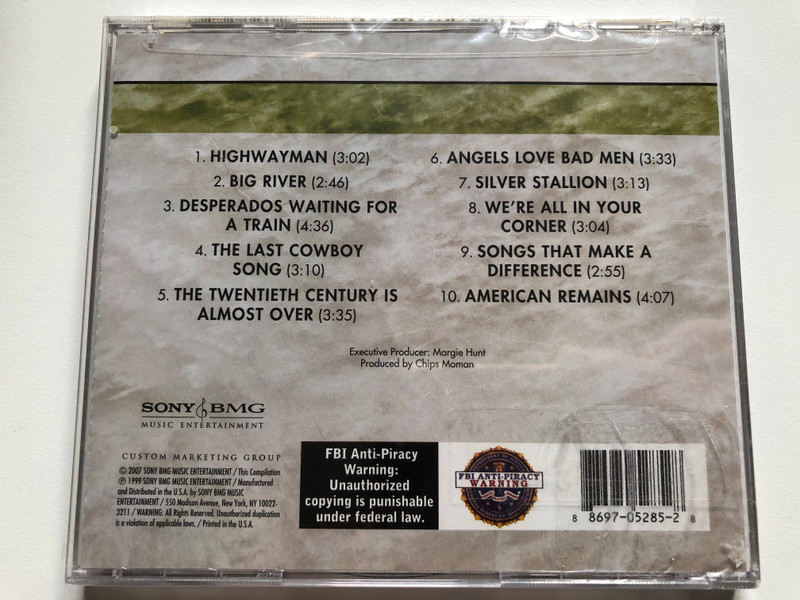 1. HIGHWAYMAN (3:02)
2. BIG RIVER (2:46)
3. DESPERADOS WAITING FOR
A TRAIN (4:36)
4. THE LAST COWBOY
SONG (3:10)
5. THE TWENTIETH CENTURY IS
ALMOST OVER (3:35)
6. ANGELS LOVE BAD MEN (3:33)
7. SILVER STALLION (3:13)
8. WE'RE ALL IN YOUR
CORNER (3:04)
9. SONGS THAT MAKE A
DIFFERENCE (2:55)
10. AMERICAN REMAINS (4:07)
Executive Producer: Margie Hunt
Produced by Chips Moman
SONY BMG
MUSIC ENTERTAINMENT
CUSTOM MARKETING GROUP
© 2007 SONY BMG MUSIC ENTERTAINMENT / This Compilation
℗ 1999 SONY BMG MUSIC ENTERTAINMENT / Manufactured
and Distributed in the U.S.A. by SONY BMG MUSIC
ENTERTAINMENT / 550 Madison Avenue, New York, NY 10022-
3211 / WARNING: All Rights Reserved. Unauthorized duplication
is a violation of applicable laws. / Printed in the U.S.A.
FBI Anti-Piracy
Warning:
Unauthorized
copying is punishable
under federal law.
FBI ANTI-PIRACY
WARNING
8 8697-05285-2 8